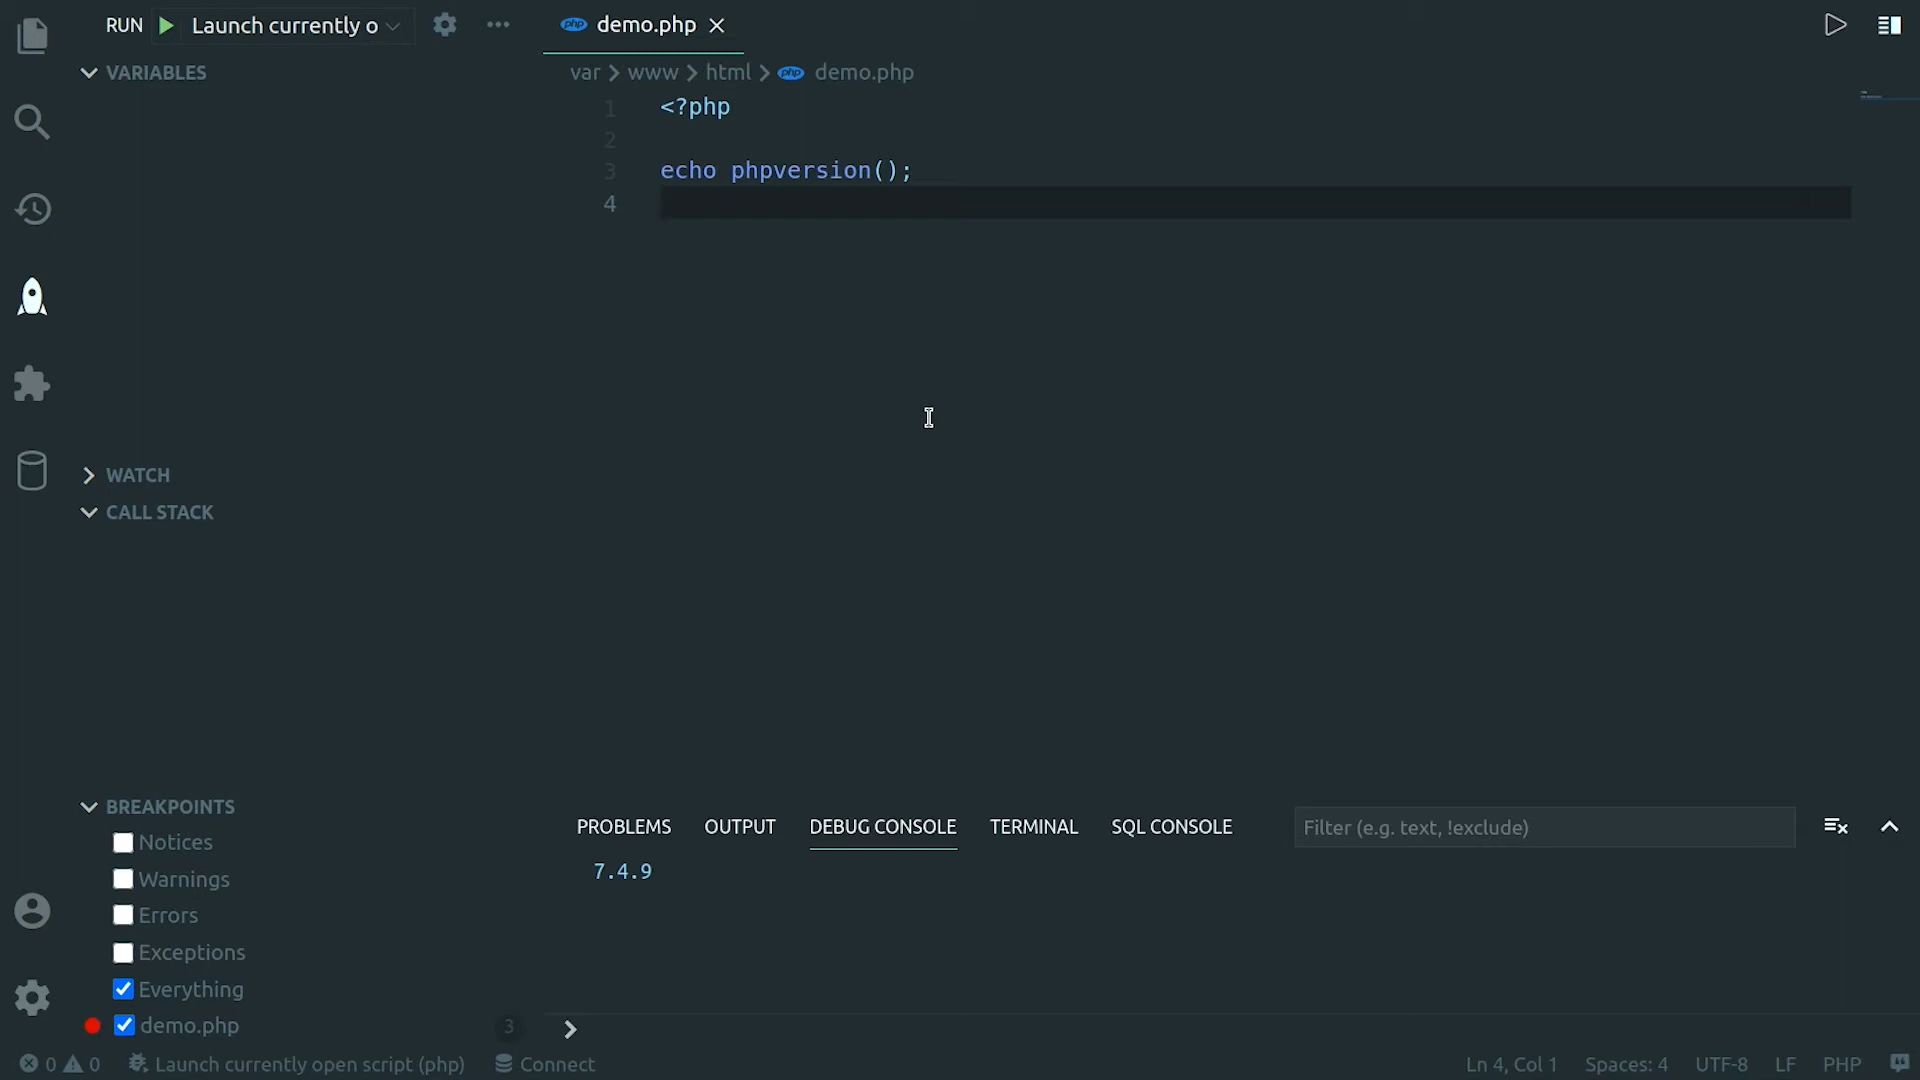 RUN Launch currently o
VARIABLES
WATCH
CALL STACK
BREAKPOINTS
Notices
Warnings
Errors
Exceptions
Everything
demo.php 3
php demo.php
var > www > html > php demo.php
1 <?php
2
3 echo phpversion();
4
PROBLEMS OUTPUT DEBUG CONSOLE TERMINAL SQL CONSOLE Filter (e.g. text, !exclude)
7.4.9
0 0 Launch currently open script (php) Connect Ln 4, Col 1 Spaces: 4 UTF-8 LF PHP